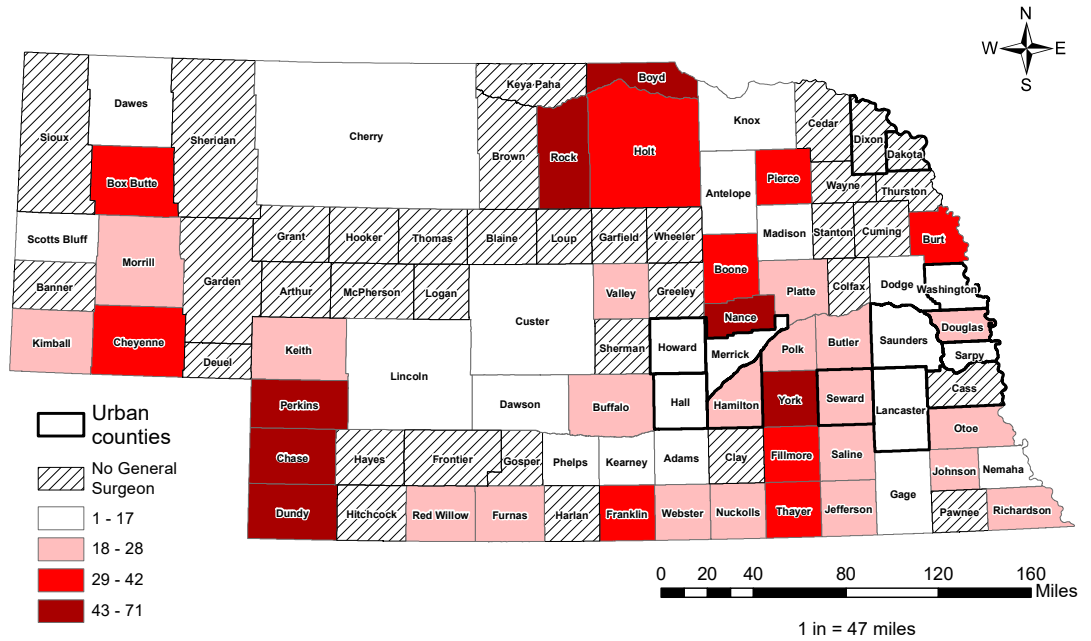 N
W E
S
Keya Paha
Boyd
Dawes
Knox
Cedar
Sioux
Sheridan
Cherry
Dixon
Brown
Rock
Holt
Dakota
Box Butte
Pierce
Wayne
Thurston
Antelope
Scotts Bluff
Grant
Hooker
Thomas
Blaine
Loup
Garfield
Wheeler
Madison
Stanton
Cuming
Burt
Morrill
Boone
Banner
Garden
Arthur
McPherson
Logan
Valley
Greeley
Platte
Colfax
Dodge
Washington
Custer
Nance
Kimball
Cheyenne
Deuel
Keith
Sherman
Howard
Merrick
Polk
Butler
Saunders
Douglas
Sarpy
Lincoln
Cass
Perkins
Dawson
Buffalo
Hall
Hamilton
York
Seward
Lancaster
Otoe
Chase
Hayes
Frontier
Gosper
Phelps
Kearney
Adams
Clay
Fillmore
Saline
Johnson
Nemaha
Gage
Dundy
Hitchcock
Red Willow
Furnas
Harlan
Franklin
Webster
Nuckolls
Thayer
Jefferson
Pawnee
Richardson
Urban
counties
No General
Surgeon
1 - 17
18 - 28
29 - 42
43 - 71
0 20 40 80 120 160
Miles
1 in = 47 miles